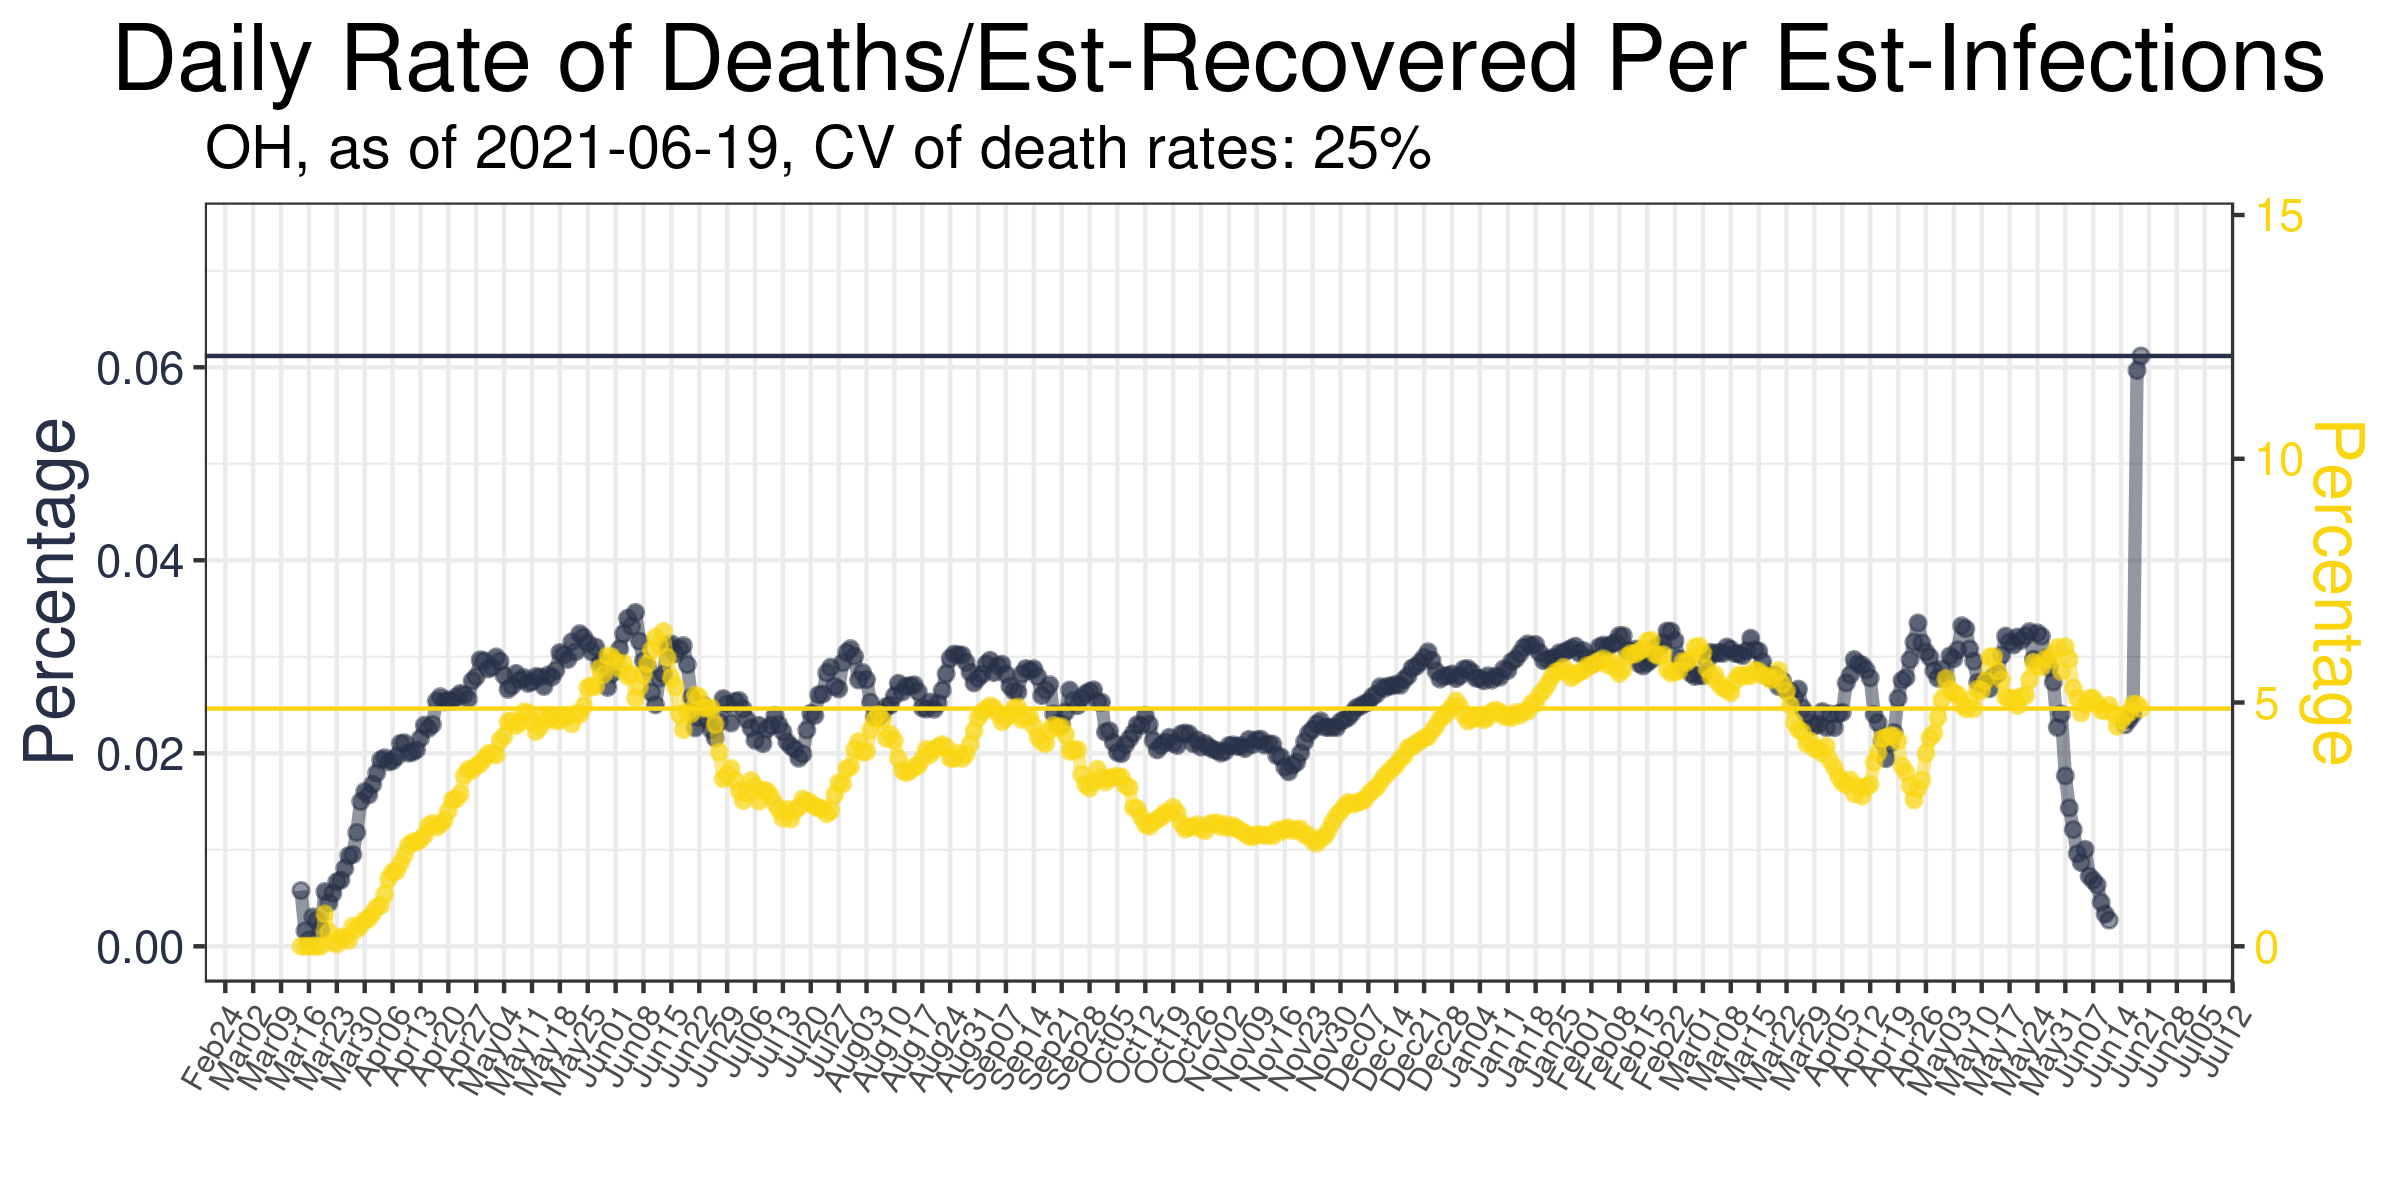 Daily Rate of Deaths/Est-Recovered Per Est-Infections
OH, as of 2021-06-19, CV of death rates: 25%
Percentage
0.06
0.04
0.02
0.00
15
10
5
0
Percentage
Feb24
Mar02
Mar09
Mar16
Mar23
Mar30
Apr06
Apr13
Apr20
Apr27
May04
May11
May18
May25
Jun01
Jun08
Jun15
Jun22
Jun29
Jul06
Jul13
Jul20
Jul27
Aug03
Aug10
Aug17
Aug24
Aug31
Sep07
Sep14
Sep21
Sep28
Oct05
Oct12
Oct19
Oct26
Nov02
Nov09
Nov16
Nov23
Nov30
Dec07
Dec14
Dec21
Dec28
Jan04
Jan11
Jan18
Jan25
Feb01
Feb08
Feb15
Feb22
Mar01
Mar08
Mar15
Mar22
Mar29
Apr05
Apr12
Apr19
Apr26
May03
May10
May17
May24
May31
Jun07
Jun14
Jun21
Jun28
Jul05
Jul12